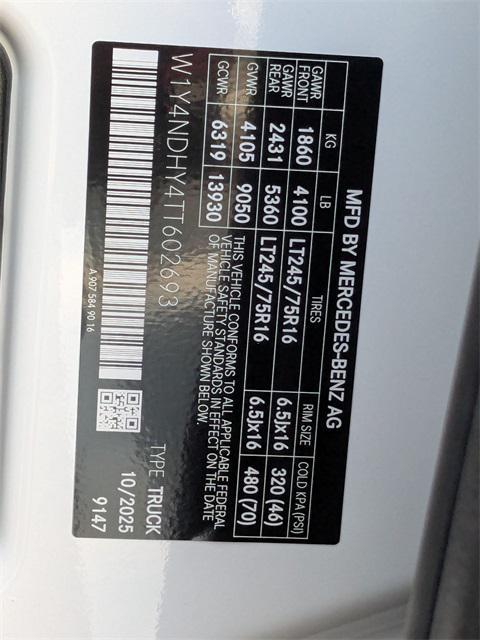 MFD BY MERCEDES-BENZ AG
KG LB TIRES RIM SIZE COLD KPA (PSI)
GAWR FRONT 1860 4100 LT245/75R16 6.5Jx16 320 (46)
GAWR REAR 2431 5360 LT245/75R16 6.5Jx16 480 (70)
GVWR 4105 9050
GCWR 6319 13930
THIS VEHICLE CONFORMS TO ALL APPLICABLE FEDERAL
VEHICLE SAFETY STANDARDS IN EFFECT ON THE DATE
OF MANUFACTURE SHOWN BELOW.
W1Y4NDHY4TT602693
TYPE TRUCK
10/2025
9147
A 907 584 90 16